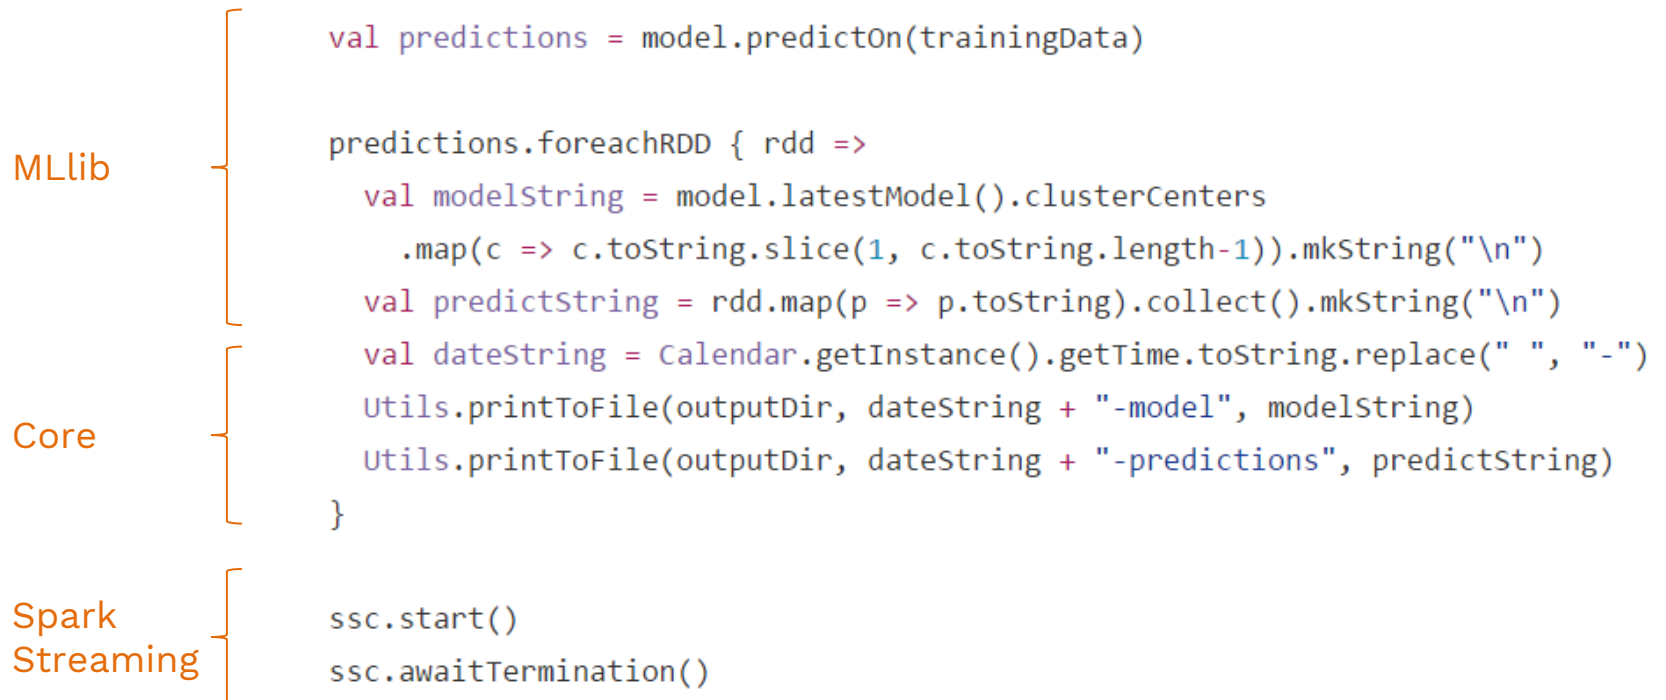 val predictions = model.predictOn(trainingData)
predictions.foreachRDD { rdd =>
MLlib
val modelString = model.latestModel().clusterCenters
.map(c => c.toString.slice(1, c.toString.length-1)).mkString("\n")
val predictString = rdd.map(p => p.toString).collect().mkString("\n")
val dateString = Calendar.getInstance().getTime.toString.replace(" ", "-")
Utils.printToFile(outputDir, dateString + "-model", modelString)
Core
Utils.printToFile(outputDir, dateString + "-predictions", predictString)
}
Spark
Streaming
ssc.start()
ssc.awaitTermination()